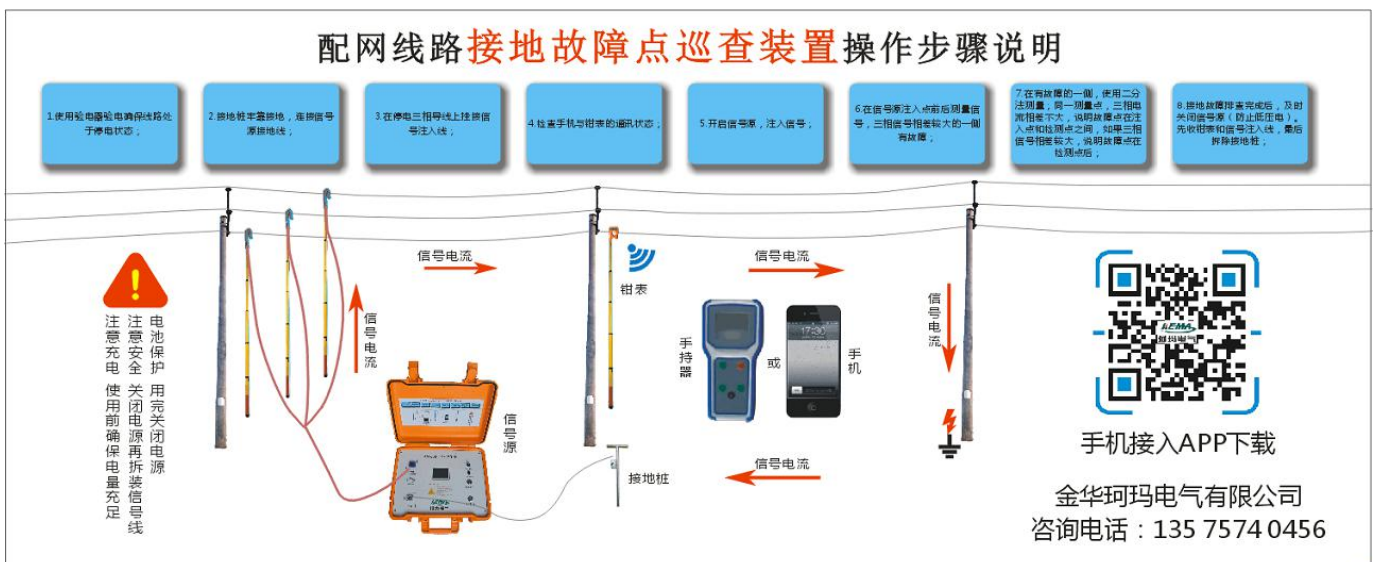 配网线路接地故障点巡查装置操作步骤说明
1.使用验电器验电确保线路处
于停电状态；
2.接地桩牢靠接地，连接信号
源接地线；
3.在停电三相导线上挂接信
号注入线；
4.检查手机与钳表的通讯状态；
5.开启信号源，注入信号；
6.在信号源注入点前后测量信
号，三相信号相差较大的一侧
有故障；
7.在有故障的一侧，使用二分
法测量；同一测量点，三相电
流相差不大，说明故障点在注
入点和检测点之间，如果三相
信号相差较大，说明故障点在
检测点后；
8.接地故障排查完成后，及时
关闭信号源（防止低压电）。
先收钳表和信号注入线，最后
拆除接地桩；
电池保护 用完关闭电源
注意安全 关闭电源再拆装信号线
注意充电 使用前确保电量充足
信号电流
信号电流
信号源
钳表
接地桩
信号电流
手持器
或
17:30
手机
信号电流
信号电流
KEMA
珂玛电气
手机接入APP下载
金华珂玛电气有限公司
咨询电话：135 7574 0456